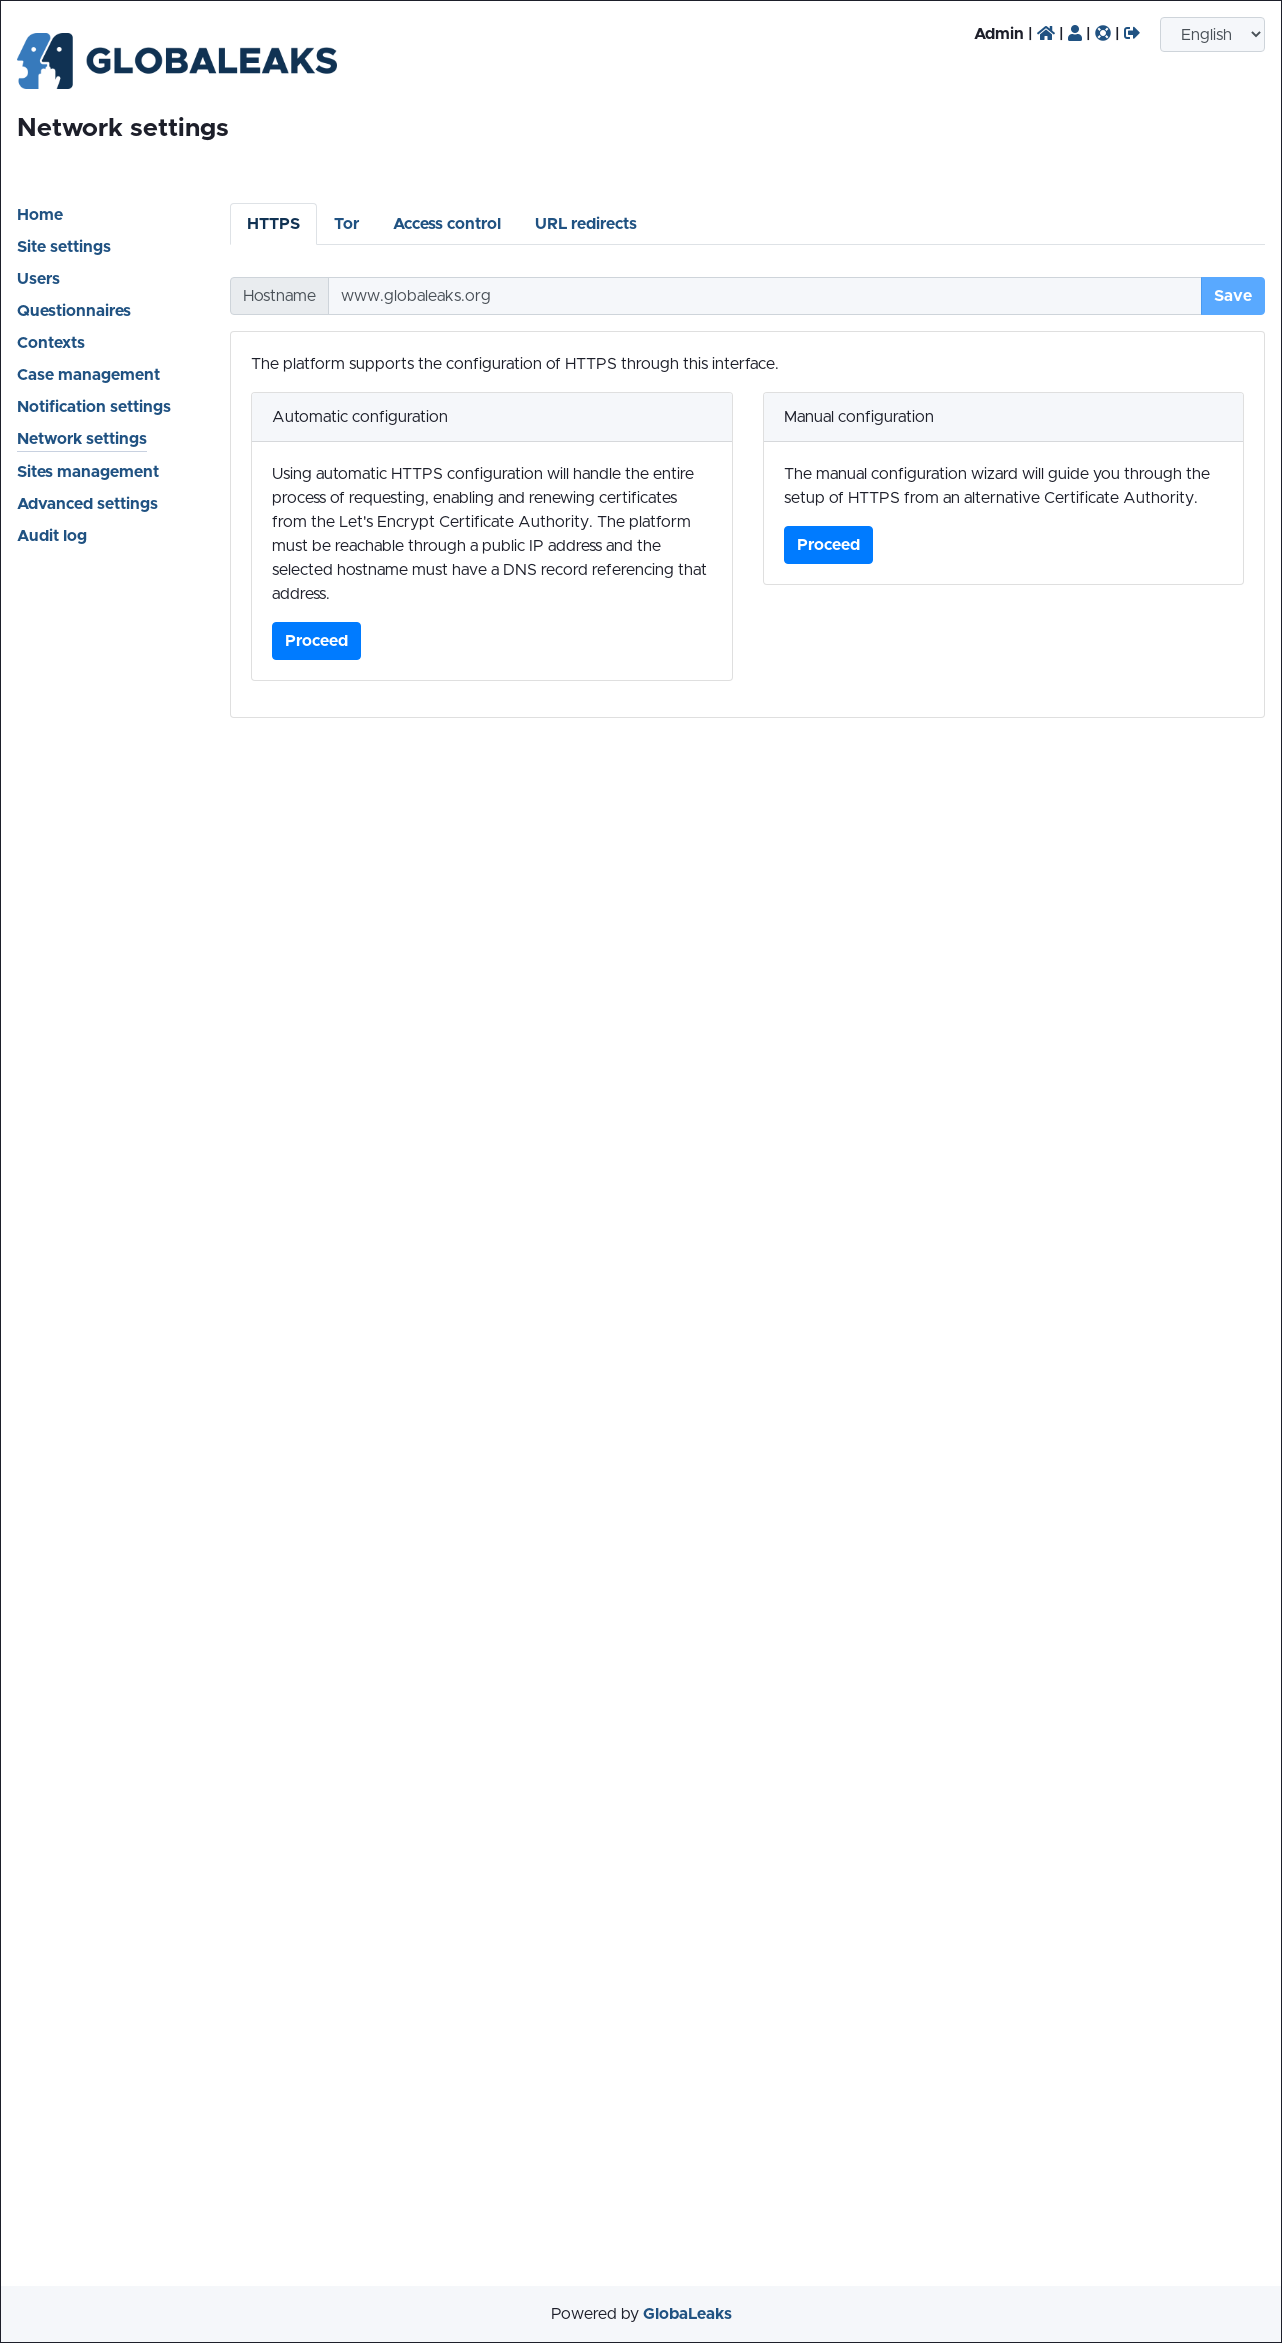 GLOBALEAKS
Admin | | | |
English
Network settings
Home
Site settings
Users
Questionnaires
Contexts
Case management
Notification settings
Network settings
Sites management
Advanced settings
Audit log
HTTPS Tor Access control URL redirects
Hostname www.globaleaks.org Save
The platform supports the configuration of HTTPS through this interface.
Automatic configuration
Using automatic HTTPS configuration will handle the entire
process of requesting, enabling and renewing certificates
from the Let's Encrypt Certificate Authority. The platform
must be reachable through a public IP address and the
selected hostname must have a DNS record referencing that
address.
Proceed
Manual configuration
The manual configuration wizard will guide you through the
setup of HTTPS from an alternative Certificate Authority.
Proceed
Powered by GlobaLeaks